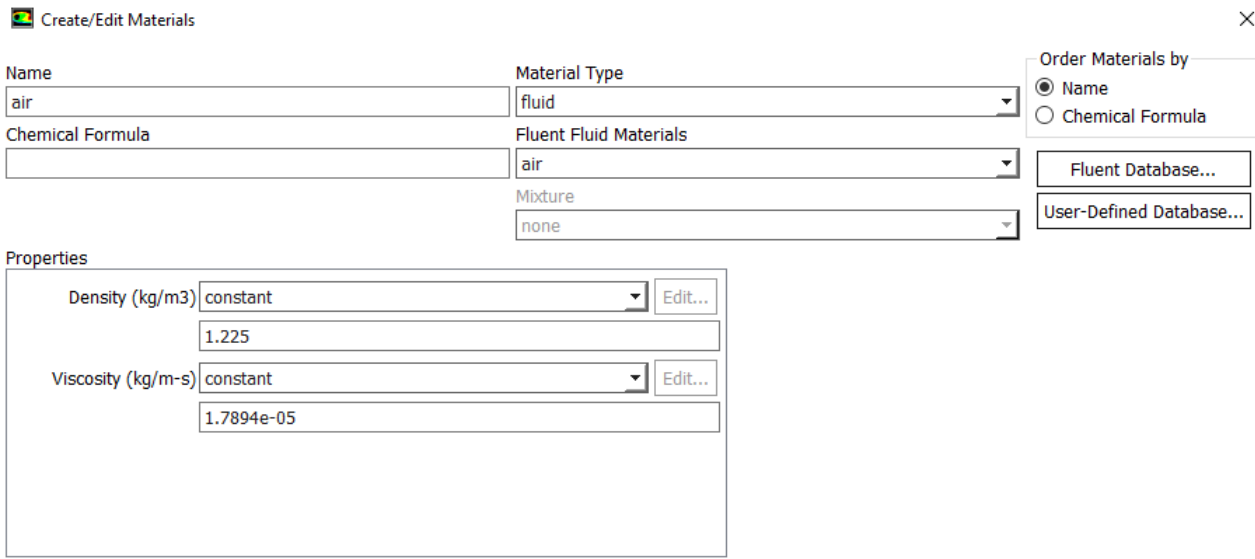 Create/Edit Materials
Name
air
Chemical Formula
Material Type
fluid
Fluent Fluid Materials
air
Mixture
none
Order Materials by
Name
Chemical Formula
Fluent Database...
User-Defined Database...
Properties
Density (kg/m3) constant Edit...
1.225
Viscosity (kg/m-s) constant Edit...
1.7894e-05